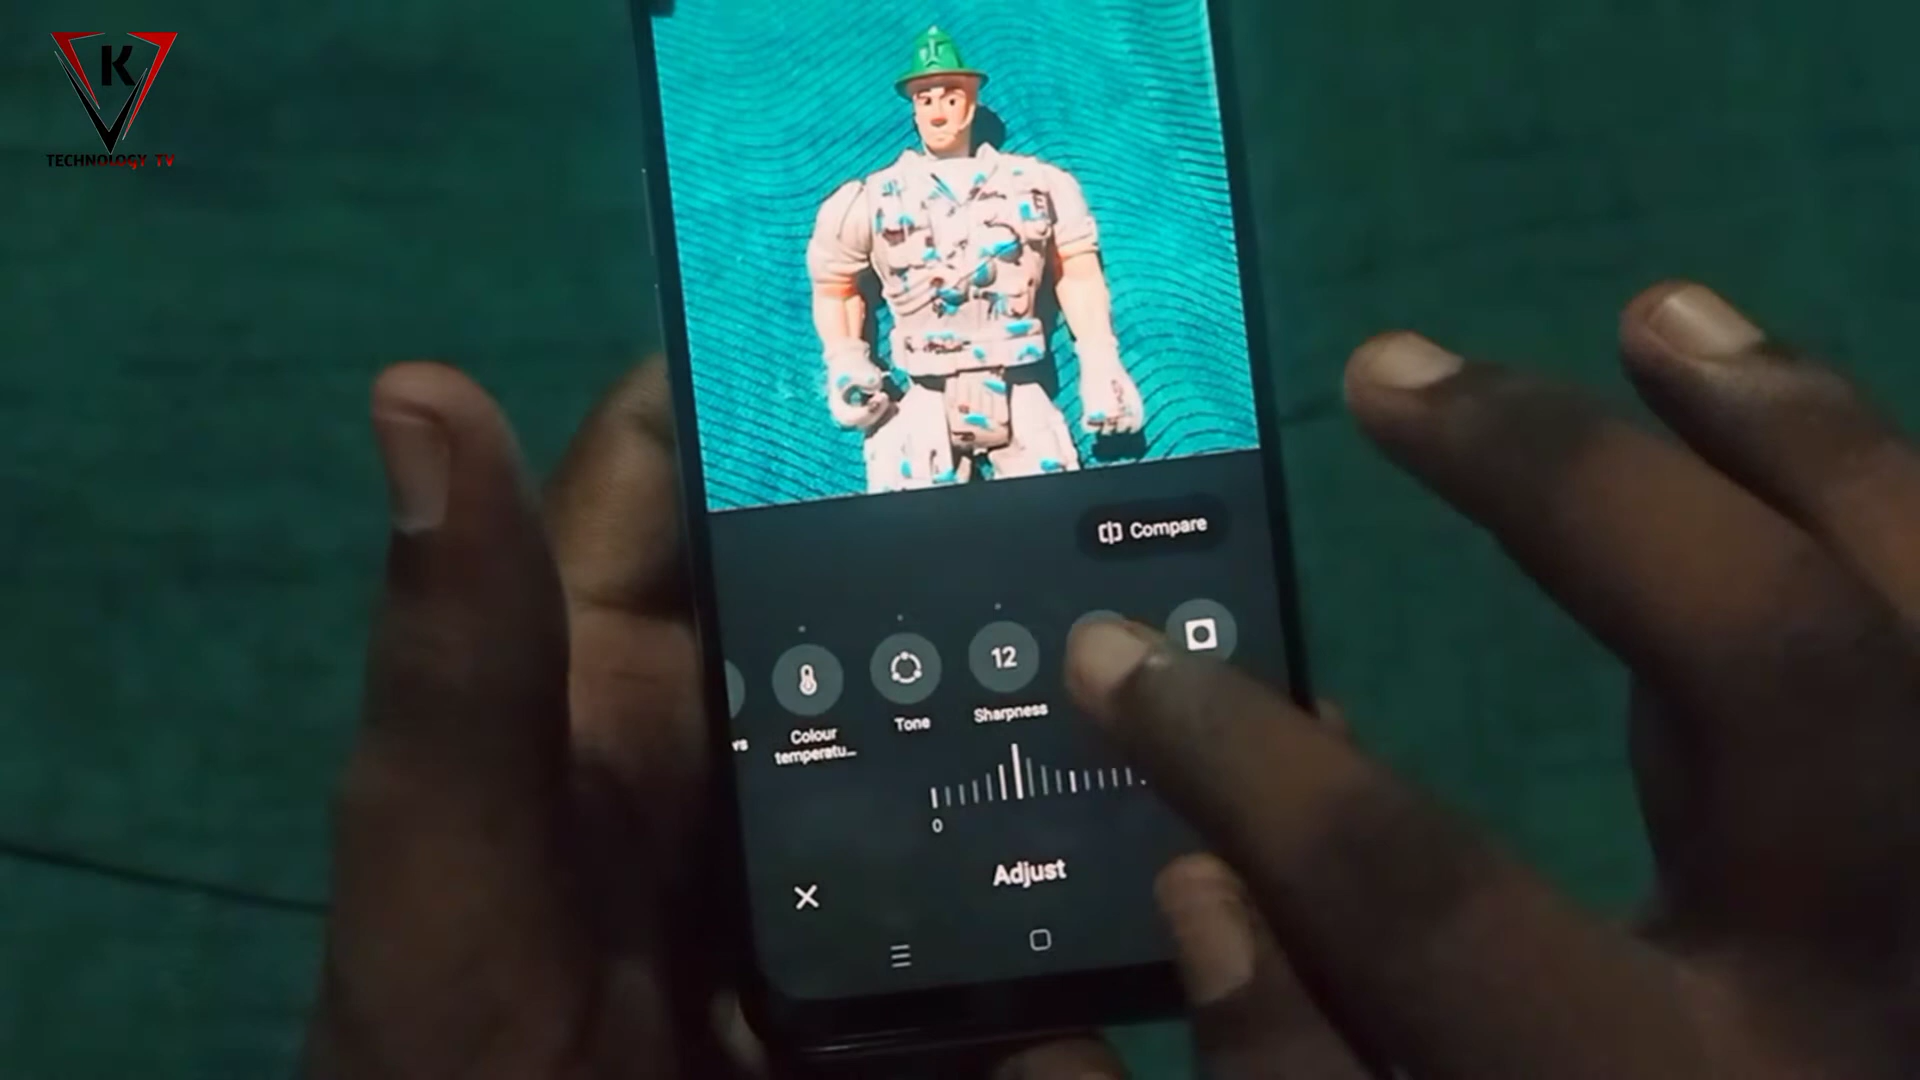 K
TECHNOLOGY TV
Compare
12
Colour
temperatu...
Tone
Sharpness
0
Adjust